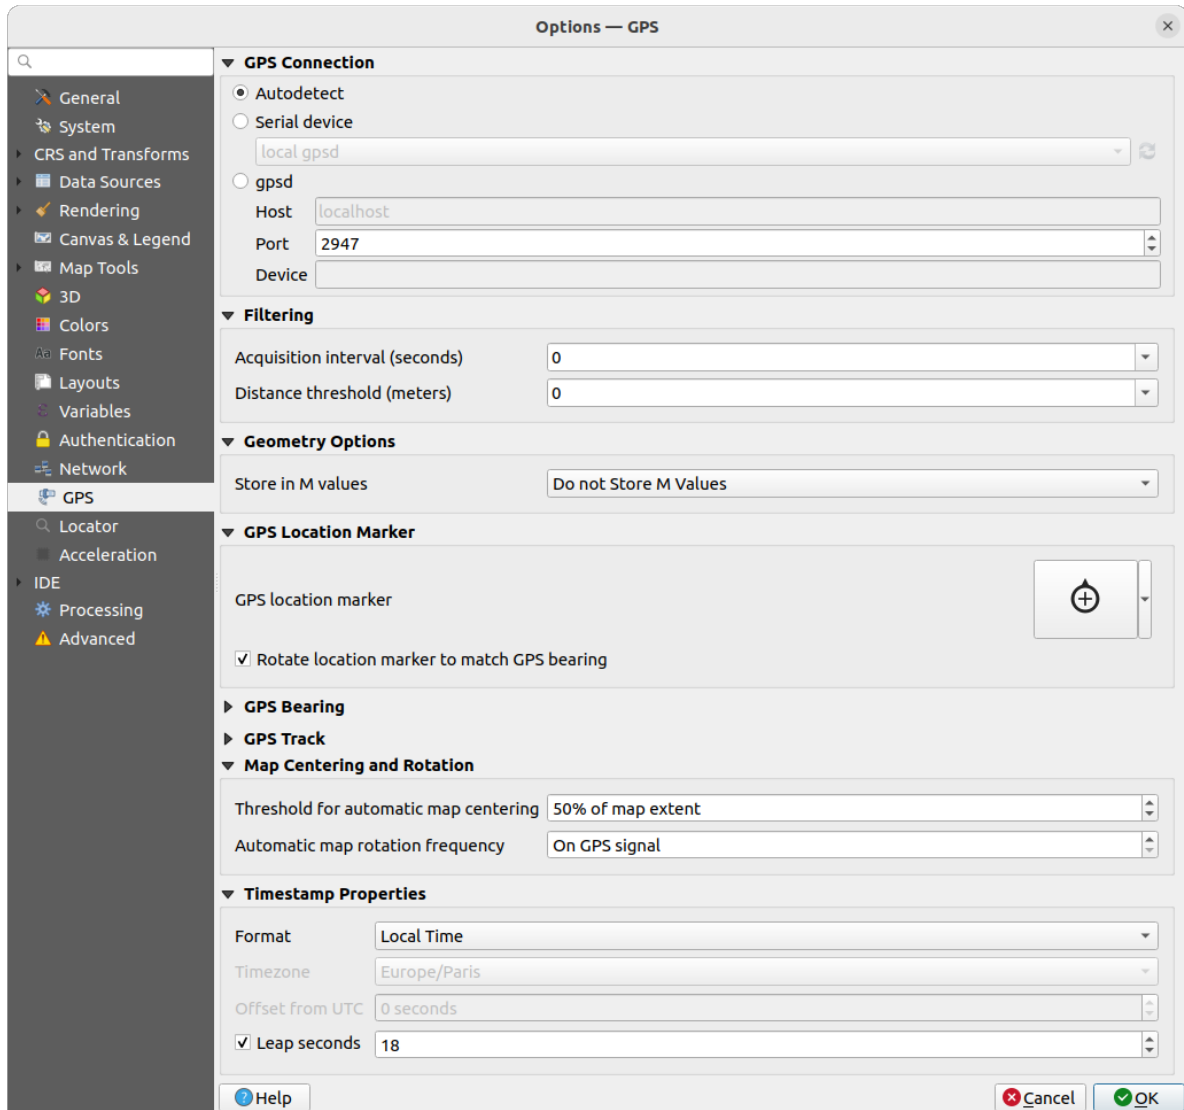 Options — GPS
General
System
CRS and Transforms
Data Sources
Rendering
Canvas & Legend
Map Tools
3D
Colors
Fonts
Layouts
Variables
Authentication
Network
GPS
Locator
Acceleration
IDE
Processing
Advanced
GPS Connection
Autodetect
Serial device
local gpsd
gpsd
Host localhost
Port 2947
Device
Filtering
Acquisition interval (seconds) 0
Distance threshold (meters) 0
Geometry Options
Store in M values Do not Store M Values
GPS Location Marker
GPS location marker
Rotate location marker to match GPS bearing
GPS Bearing
GPS Track
Map Centering and Rotation
Threshold for automatic map centering 50% of map extent
Automatic map rotation frequency On GPS signal
Timestamp Properties
Format Local Time
Timezone Europe/Paris
Offset from UTC 0 seconds
Leap seconds 18
Help Cancel OK